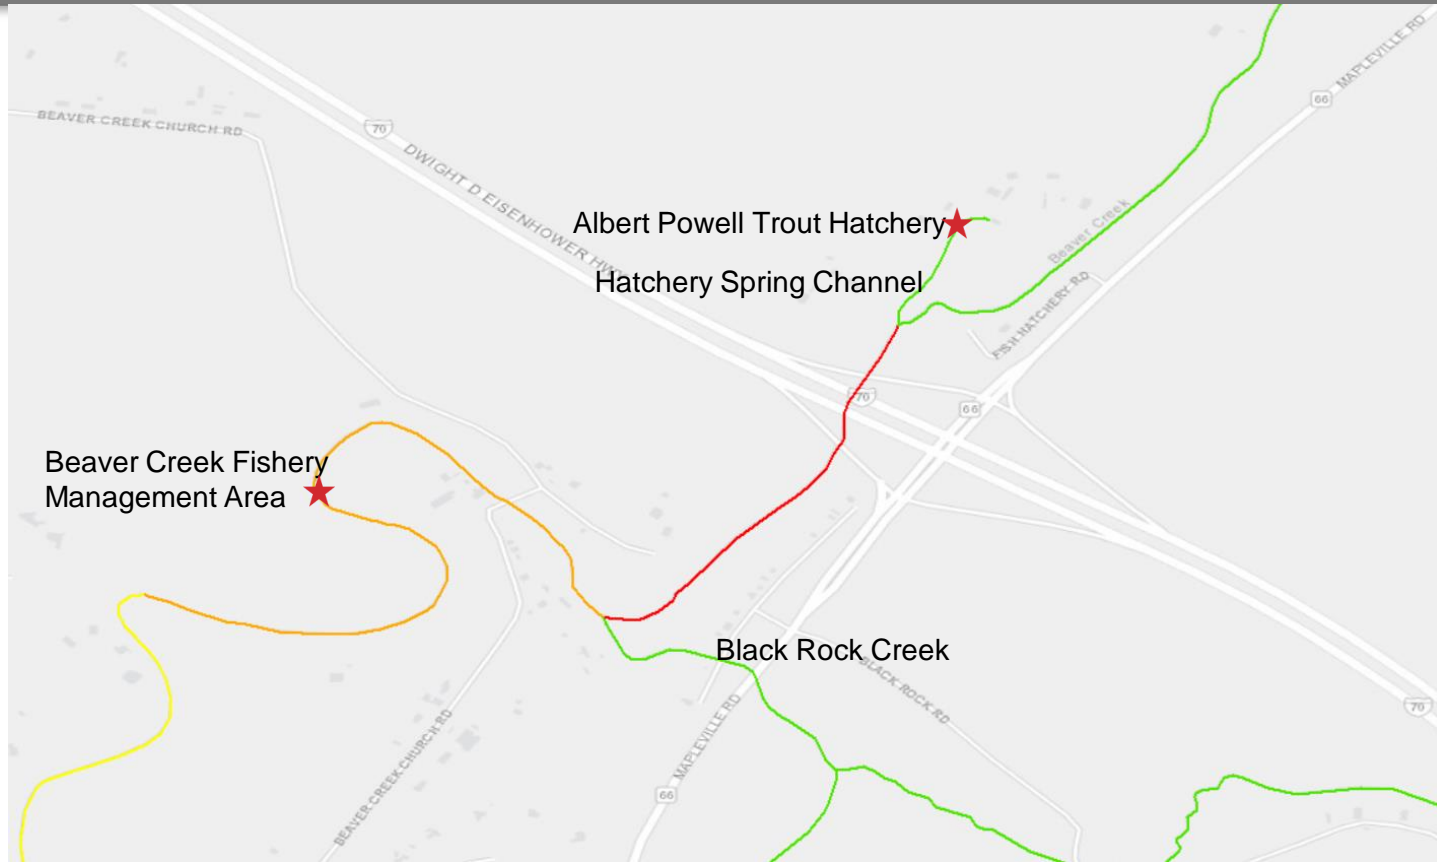 MAPLEVILLE RD
66
BEAVER CREEK CHURCH RD
70
DWIGHT D EISENHOWER HWY
Albert Powell Trout Hatchery
Beaver Creek
Hatchery Spring Channel
FISH HATCHERY RD
70
66
Beaver Creek Fishery
Management Area
Black Rock Creek
BLACK ROCK RD
70
MAPLEVILLE RD
BEAVER CREEK CHURCH RD
66